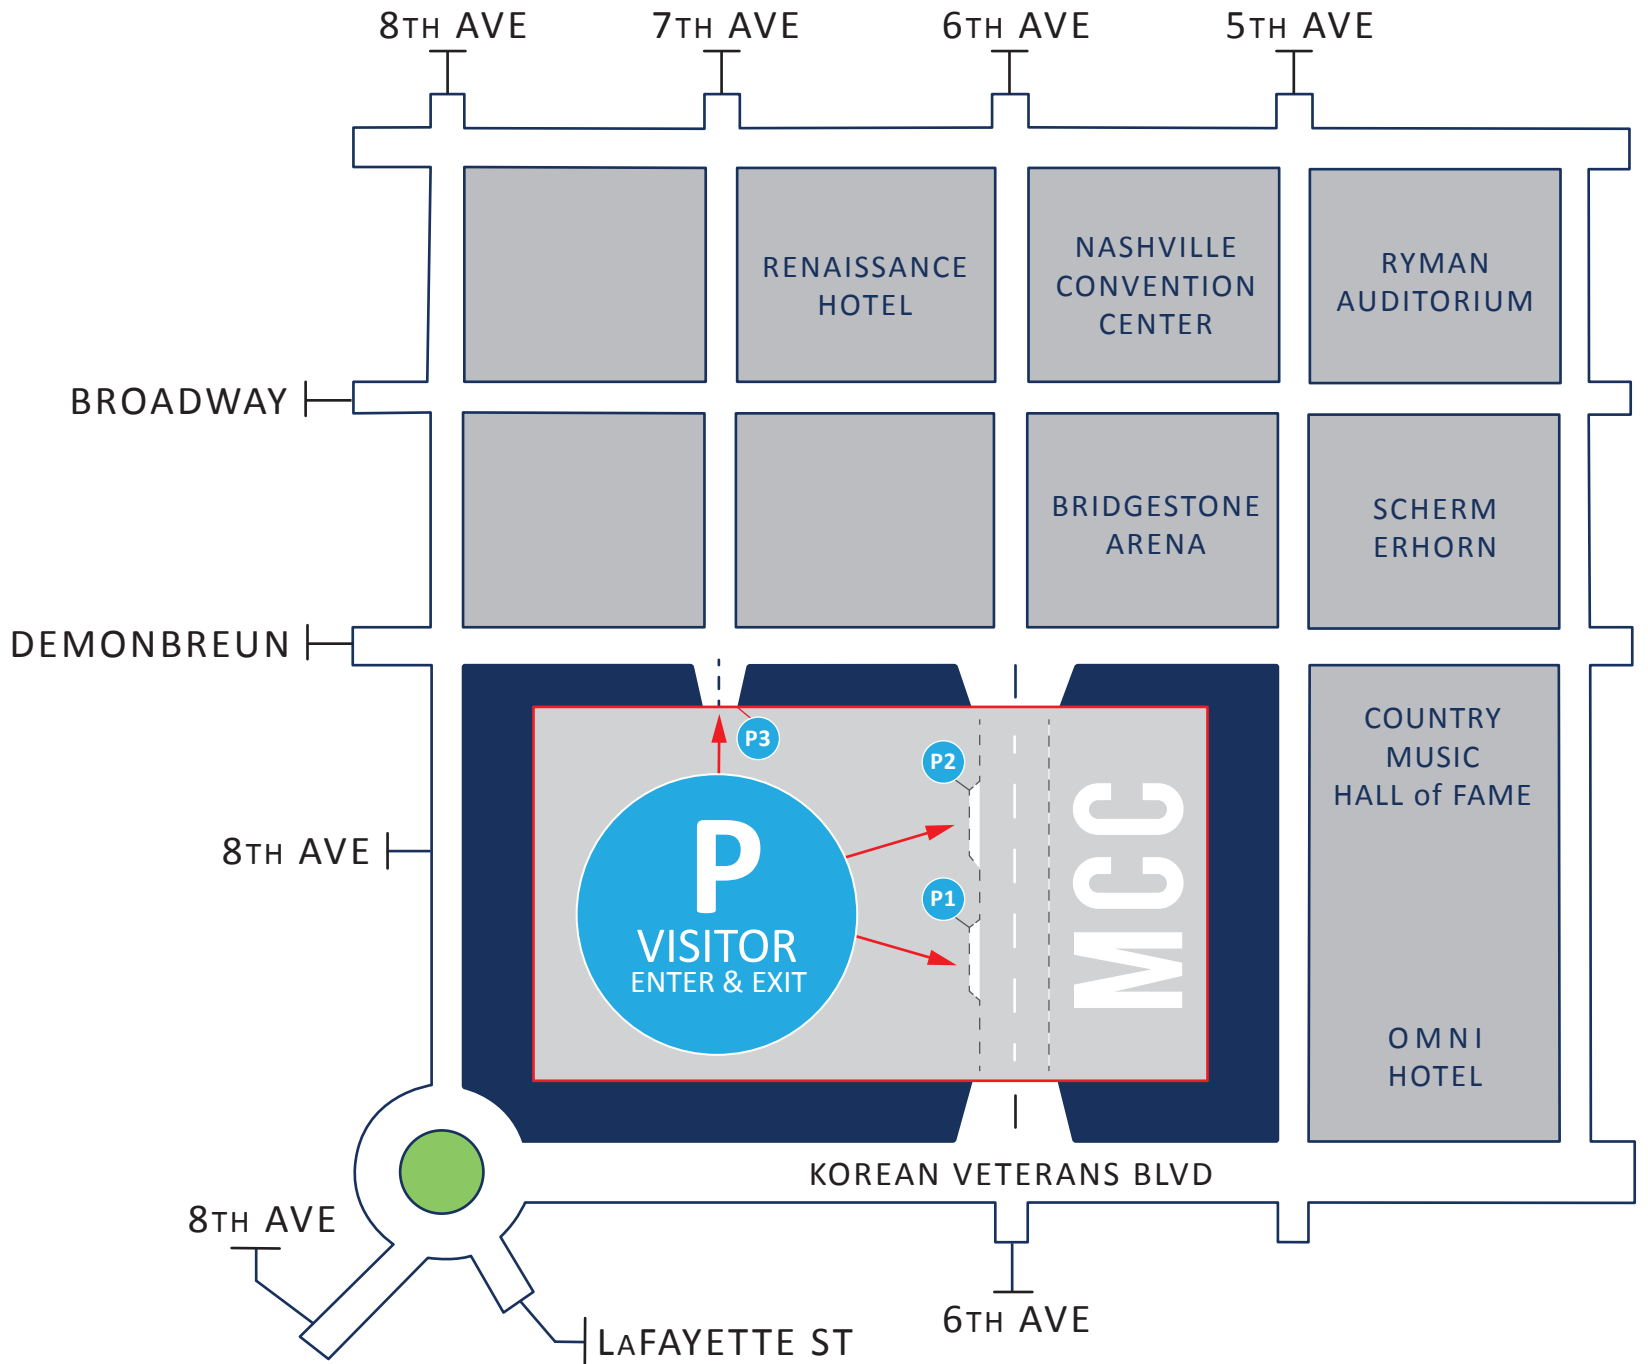 8TH AVE
7TH AVE
6TH AVE
5TH AVE
RENAISSANCE
HOTEL
NASHVILLE
CONVENTION
CENTER
RYMAN
AUDITORIUM
BROADWAY
BRIDGESTONE
ARENA
SCHERM
ERHORN
DEMONBREUN
P3
P2
P1
P
VISITOR
ENTER & EXIT
MCC
COUNTRY
MUSIC
HALL of FAME
8TH AVE
OMNI
HOTEL
KOREAN VETERANS BLVD
8TH AVE
6TH AVE
LAFAYETTE ST